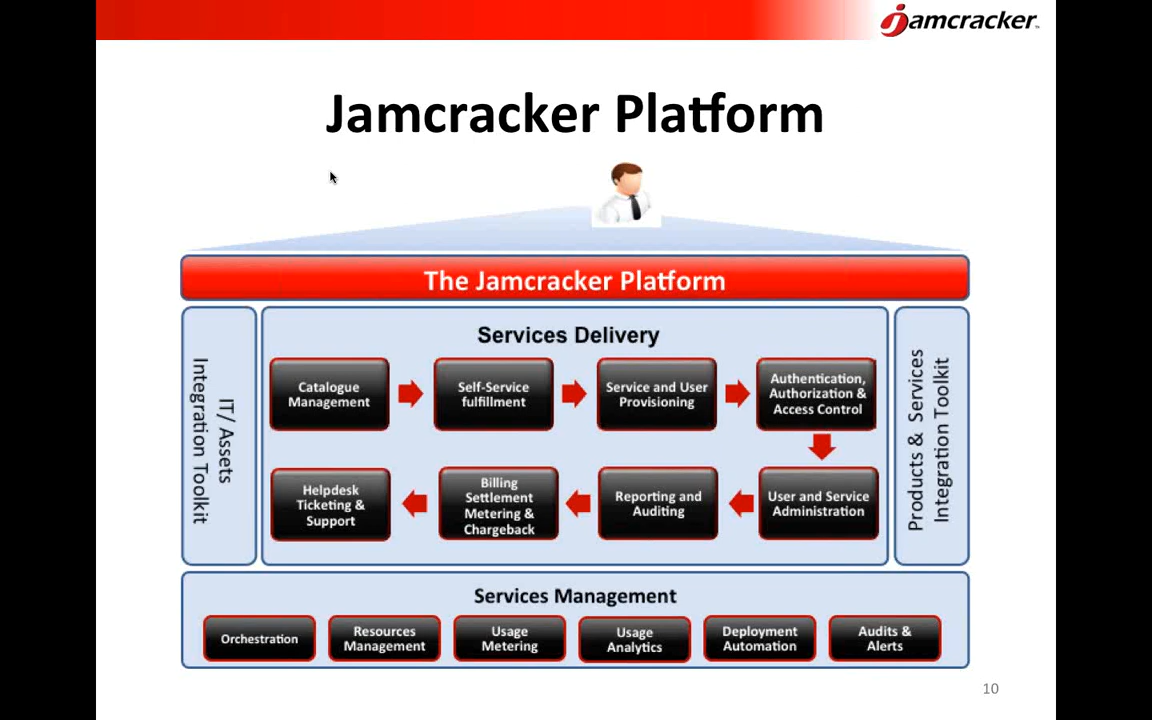 jamcracker™
Jamcracker Platform
The Jamcracker Platform
IT/ Assets
Integration Toolkit
Services Delivery
Catalogue
Management
Self-Service
fulfillment
Service and User
Provisioning
Authentication,
Authorization &
Access Control
Helpdesk
Ticketing &
Support
Billing
Settlement
Metering &
Chargeback
Reporting and
Auditing
User and Service
Administration
Products & Services
Integration Toolkit
Services Management
Orchestration
Resources
Management
Usage
Metering
Usage
Analytics
Deployment
Automation
Audits &
Alerts
10